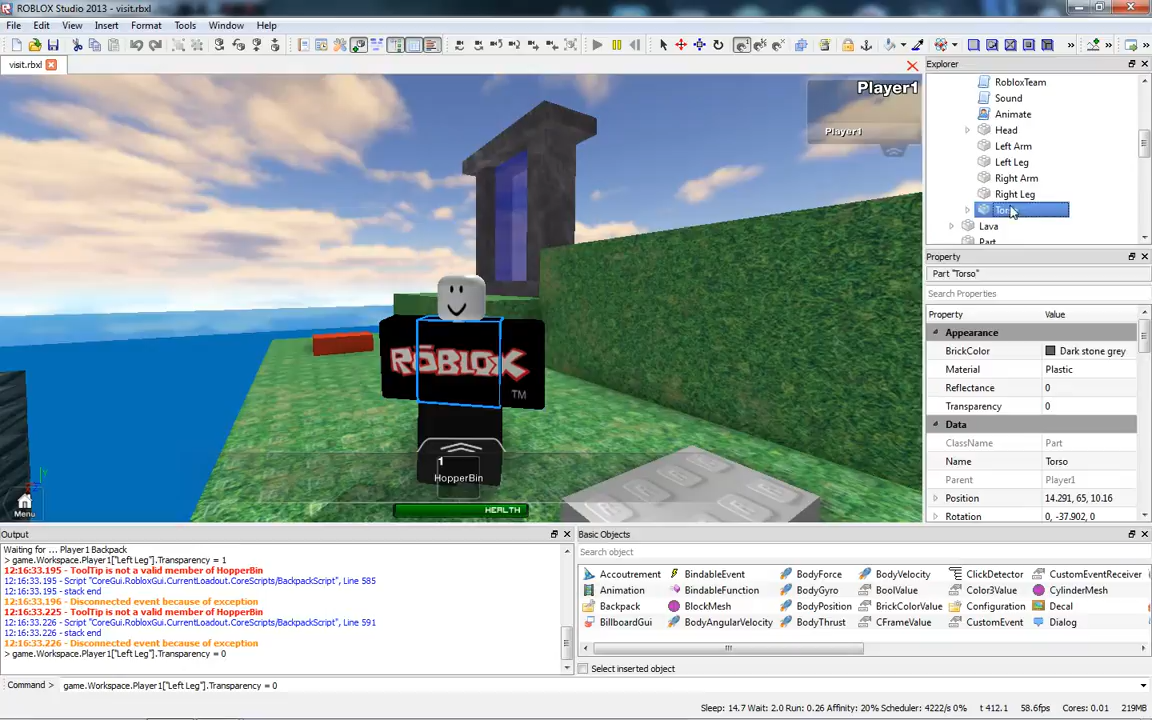 ROBLOX Studio 2013 - visit.rbxl
File Edit View Insert Format Tools Window Help
visit.rbxl
Player1
Player1
ROBLOX
TM
1
HopperBin
HEALTH
Menu
Explorer
RobloxTeam
Sound
Animate
Head
Left Arm
Left Leg
Right Arm
Right Leg
Lava
Part
Property
Part "Torso"
Search Properties
Property Value
Appearance
BrickColor Dark stone grey
Material Plastic
Reflectance 0
Transparency 0
Data
ClassName Part
Name Torso
Parent Player1
Position 14.291, 65, 10.16
Rotation 0, -37.902, 0
Output
Waiting for ... Player1 Backpack
> game.Workspace.Player1["Left Leg"].Transparency = 1
12:16:33.195 - ToolTip is not a valid member of HopperBin
12:16:33.195 - Script "CoreGui.RobloxGui.CurrentLoadout.CoreScripts/BackpackScript", Line 585
12:16:33.195 - stack end
12:16:33.196 - Disconnected event because of exception
12:16:33.225 - ToolTip is not a valid member of HopperBin
12:16:33.226 - Script "CoreGui.RobloxGui.CurrentLoadout.CoreScripts/BackpackScript", Line 591
12:16:33.226 - stack end
12:16:33.226 - Disconnected event because of exception
> game.Workspace.Player1["Left Leg"].Transparency = 0
Basic Objects
Search object
Accoutrement BindableEvent BodyForce BodyVelocity ClickDetector CustomEventReceiver
Animation BindableFunction BodyGyro BoolValue Color3Value CylinderMesh
Backpack BlockMesh BodyPosition BrickColorValue Configuration Decal
BillboardGui BodyAngularVelocity BodyThrust CFrameValue CustomEvent Dialog
Select inserted object
Command > game.Workspace.Player1["Left Leg"].Transparency = 0
Sleep: 14.7 Wait: 2.0 Run: 0.26 Affinity: 20% Scheduler: 4222/s 0% t 412.1 58.6fps Cores: 0.01 219MB